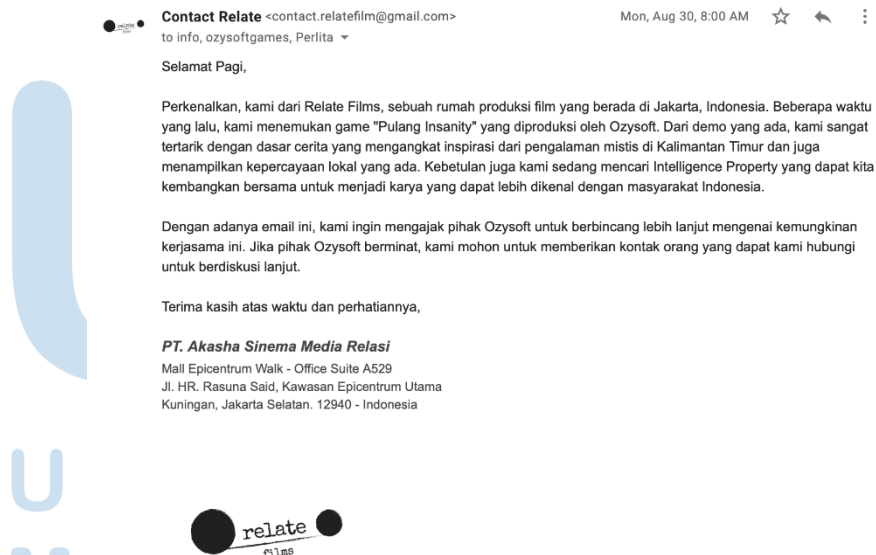 relate
Contact Relate <contact.relatefilm@gmail.com>
Mon, Aug 30, 8:00 AM
to info, ozysoftgames, Perlita
Selamat Pagi,
Perkenalkan, kami dari Relate Films, sebuah rumah produksi film yang berada di Jakarta, Indonesia. Beberapa waktu
yang lalu, kami menemukan game "Pulang Insanity" yang diproduksi oleh Ozysoft. Dari demo yang ada, kami sangat
tertarik dengan dasar cerita yang mengangkat inspirasi dari pengalaman mistis di Kalimantan Timur dan juga
menampilkan kepercayaan lokal yang ada. Kebetulan juga kami sedang mencari Intelligence Property yang dapat kita
kembangkan bersama untuk menjadi karya yang dapat lebih dikenal dengan masyarakat Indonesia.
Dengan adanya email ini, kami ingin mengajak pihak Ozysoft untuk berbincang lebih lanjut mengenai kemungkinan
kerjasama ini. Jika pihak Ozysoft berminat, kami mohon untuk memberikan kontak orang yang dapat kami hubungi
untuk berdiskusi lanjut.
Terima kasih atas waktu dan perhatiannya,
PT. Akasha Sinema Media Relasi
Mall Epicentrum Walk - Office Suite A529
Jl. HR. Rasuna Said, Kawasan Epicentrum Utama
Kuningan, Jakarta Selatan. 12940 - Indonesia
U
relate
films